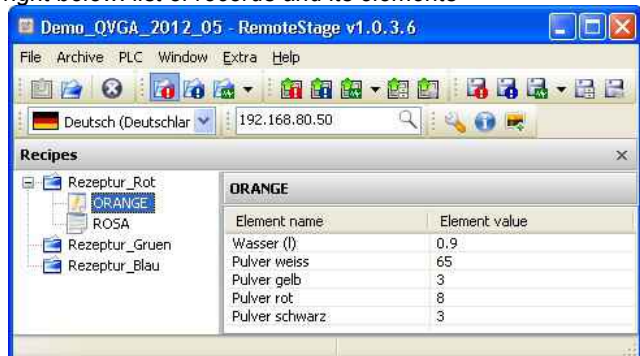 right below: list of records and its elements
Demo_QVGA_2012_05 - RemoteStage v1.0.3.6
File Archive PLC Window Extra Help
Deutsch (Deutschlar 192.168.80.50
Recipes
Rezeptur_Rot
ORANGE
ROSA
Rezeptur_Gruen
Rezeptur_Blau
ORANGE
Element name Element value
Wasser (l) 0.9
Pulver weiss 65
Pulver gelb 3
Pulver rot 8
Pulver schwarz 3